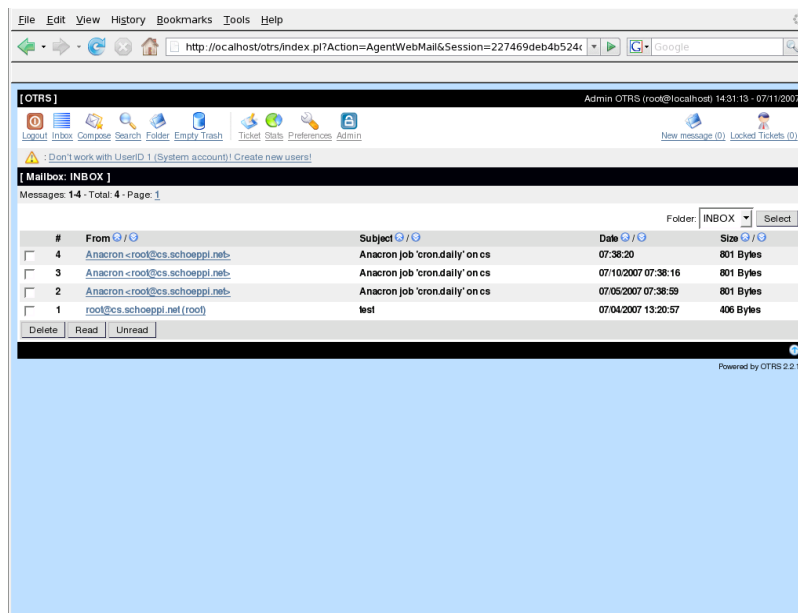 File Edit View History Bookmarks Tools Help
http://ocalhost/otrs/index.pl?Action=AgentWebMail&Session=227469deb4b524c
G Google
[ OTRS ] Admin OTRS (root@localhost) 14:31:13 - 07/11/2007
Logout Inbox Compose Search Folder Empty Trash Ticket Stats Preferences Admin New message (0) Locked Tickets (0)
: Don't work with UserID 1 (System account)! Create new users!
[ Mailbox: INBOX ]
Messages: 1-4 - Total: 4 - Page: 1
Folder: INBOX Select
# From / Subject / Date / Size /
4 Anacron <root@cs.schoeppi.net> Anacron job 'cron.daily' on cs 07:38:20 801 Bytes
3 Anacron <root@cs.schoeppi.net> Anacron job 'cron.daily' on cs 07/10/2007 07:38:16 801 Bytes
2 Anacron <root@cs.schoeppi.net> Anacron job 'cron.daily' on cs 07/05/2007 07:38:59 801 Bytes
1 root@cs.schoeppi.net (root) test 07/04/2007 13:20:57 406 Bytes
Delete Read Unread
Powered by OTRS 2.2.1